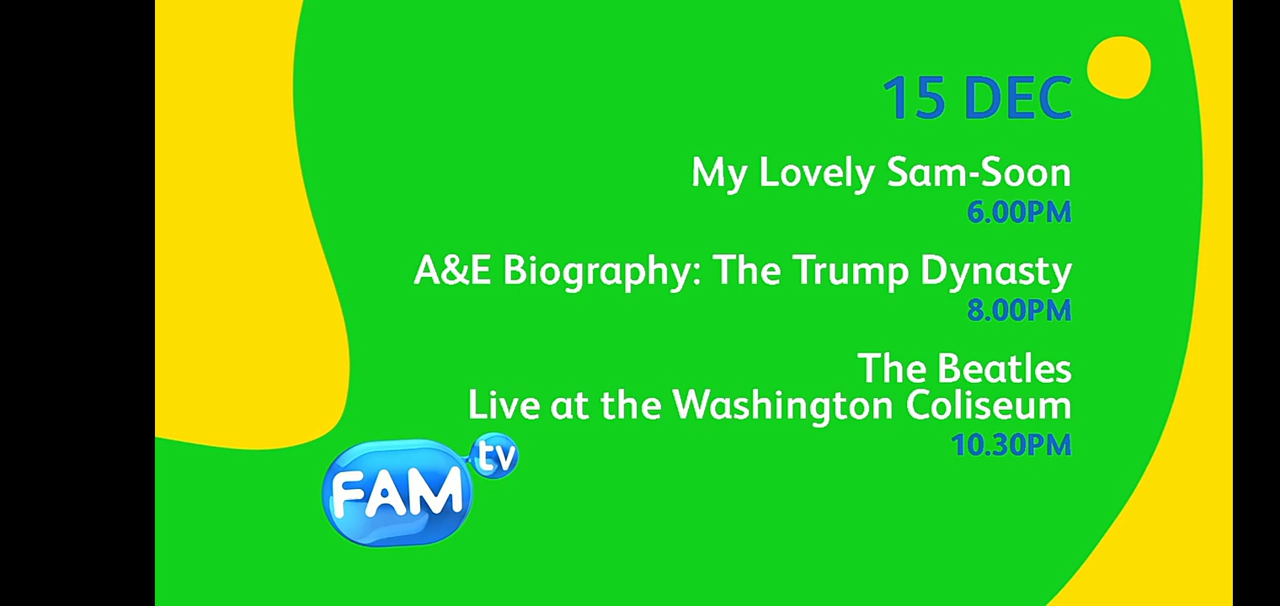 15 DEC
My Lovely Sam-Soon
6.00PM
A&E Biography: The Trump Dynasty
8.00PM
The Beatles
Live at the Washington Coliseum
10.30PM
FAM tv